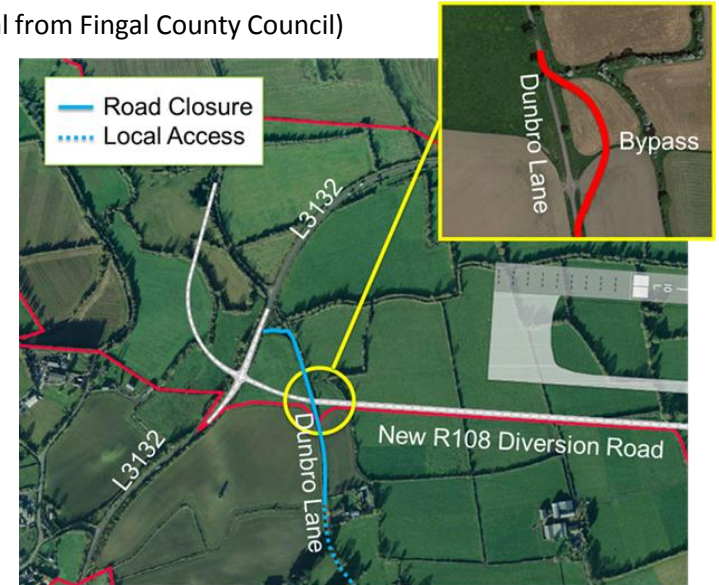 l from Fingal County Council)
Road Closure
Local Access
Dunbro Lane
Bypass
L3132
10
L
New R108 Diversion Road
Dunbro Lane
L3132